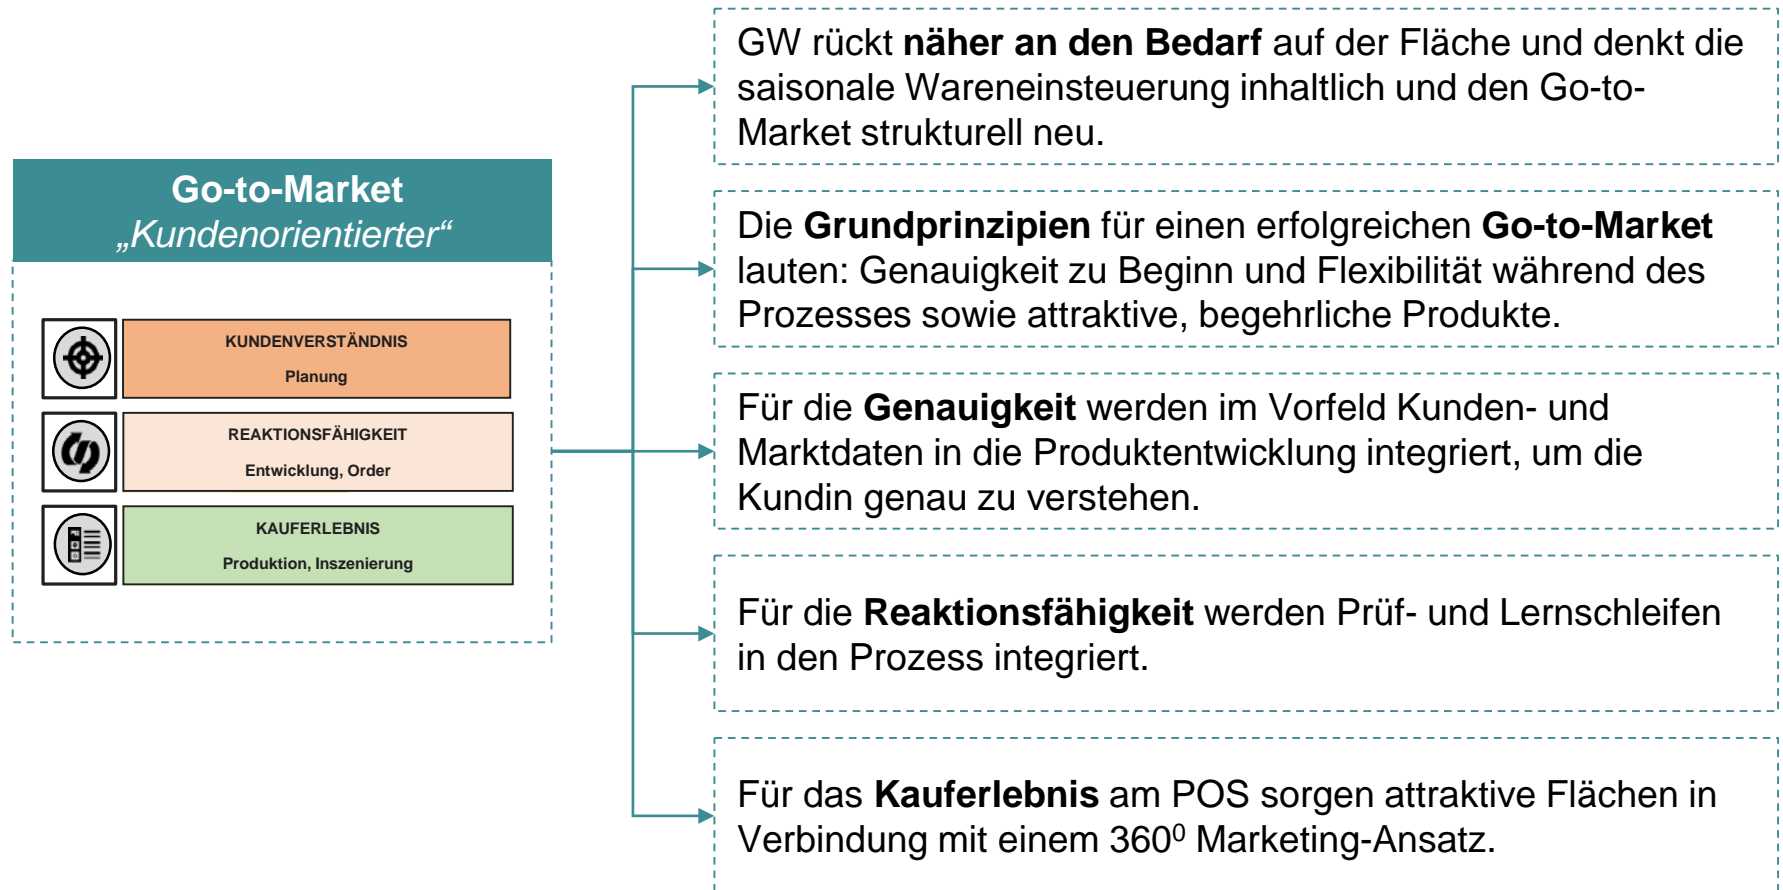 Go-to-Market
„Kundenorientierter“
KUNDENVERSTÄNDNIS
Planung
REAKTIONSFÄHIGKEIT
Entwicklung, Order
KAUFERLEBNIS
Produktion, Inszenierung
GW rückt näher an den Bedarf auf der Fläche und denkt die
saisonale Wareneinsteuerung inhaltlich und den Go-to-
Market strukturell neu.
Die Grundprinzipien für einen erfolgreichen Go-to-Market
lauten: Genauigkeit zu Beginn und Flexibilität während des
Prozesses sowie attraktive, begehrliche Produkte.
Für die Genauigkeit werden im Vorfeld Kunden- und
Marktdaten in die Produktentwicklung integriert, um die
Kundin genau zu verstehen.
Für die Reaktionsfähigkeit werden Prüf- und Lernschleifen
in den Prozess integriert.
Für das Kauferlebnis am POS sorgen attraktive Flächen in
Verbindung mit einem 360⁰ Marketing-Ansatz.